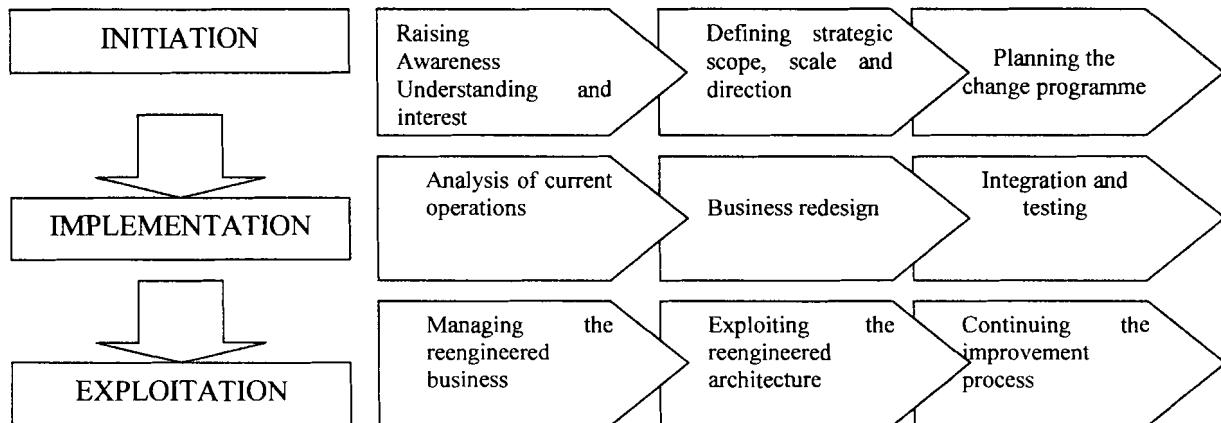 INITIATION
Raising
Awareness
Understanding and
interest
Defining strategic
scope, scale and
direction
Planning the
change programme
IMPLEMENTATION
Analysis of current
operations
Business redesign
Integration and
testing
EXPLOITATION
Managing the
reengineered
business
Exploiting the
reengineered
architecture
Continuing the
improvement
process